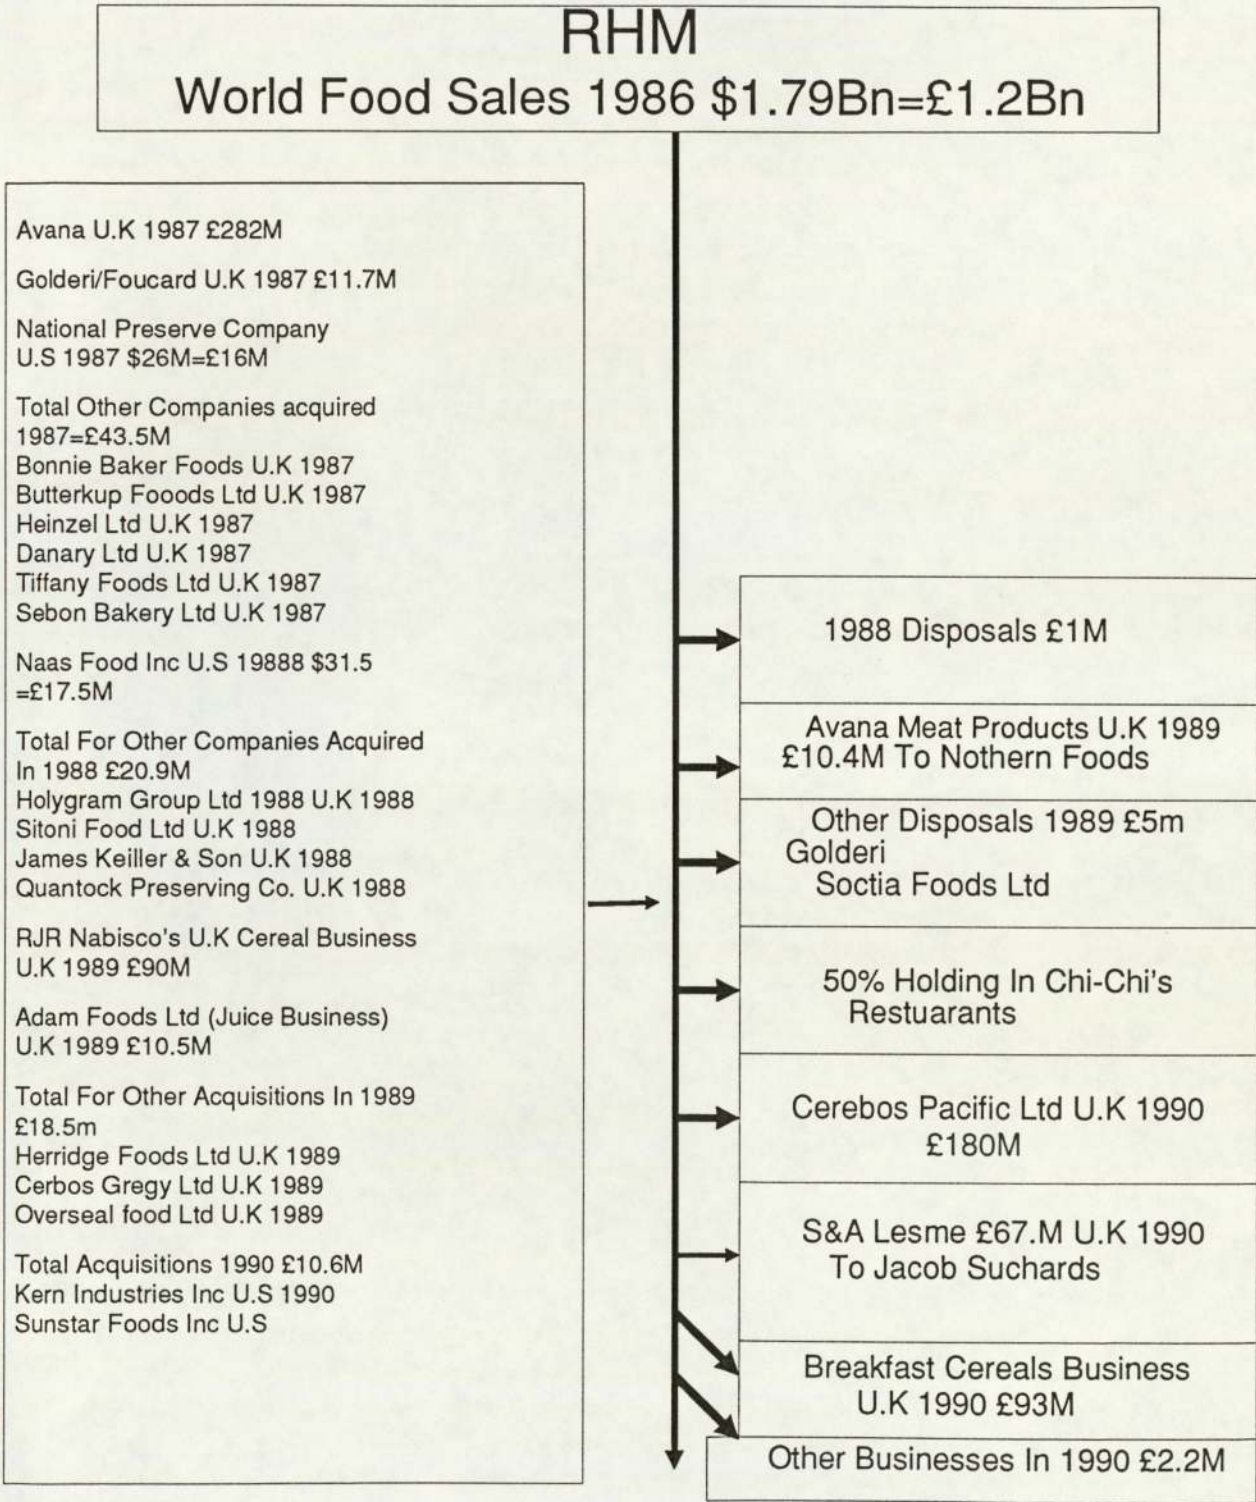 RHM
World Food Sales 1986 $1.79Bn=£1.2Bn
Avana U.K 1987 £282M
Golderi/Foucard U.K 1987 £11.7M
National Preserve Company
U.S 1987 $26M=£16M
Total Other Companies acquired
1987=£43.5M
Bonnie Baker Foods U.K 1987
Butterkup Fooods Ltd U.K 1987
Heinzel Ltd U.K 1987
Danary Ltd U.K 1987
Tiffany Foods Ltd U.K 1987
Sebon Bakery Ltd U.K 1987
Naas Food Inc U.S 19888 $31.5
=£17.5M
Total For Other Companies Acquired
In 1988 £20.9M
Holygram Group Ltd 1988 U.K 1988
Sitoni Food Ltd U.K 1988
James Keiller & Son U.K 1988
Quantock Preserving Co. U.K 1988
RJR Nabisco's U.K Cereal Business
U.K 1989 £90M
Adam Foods Ltd (Juice Business)
U.K 1989 £10.5M
Total For Other Acquisitions In 1989
£18.5m
Herridge Foods Ltd U.K 1989
Cerbos Gregy Ltd U.K 1989
Overseal food Ltd U.K 1989
Total Acquisitions 1990 £10.6M
Kern Industries Inc U.S 1990
Sunstar Foods Inc U.S
1988 Disposals £1M
Avana Meat Products U.K 1989
£10.4M To Nothern Foods
Other Disposals 1989 £5m
Golderi
Soctia Foods Ltd
50% Holding In Chi-Chi's
Restuarants
Cerebos Pacific Ltd U.K 1990
£180M
S&A Lesme £67.M U.K 1990
To Jacob Suchards
Breakfast Cereals Business
U.K 1990 £93M
Other Businesses In 1990 £2.2M